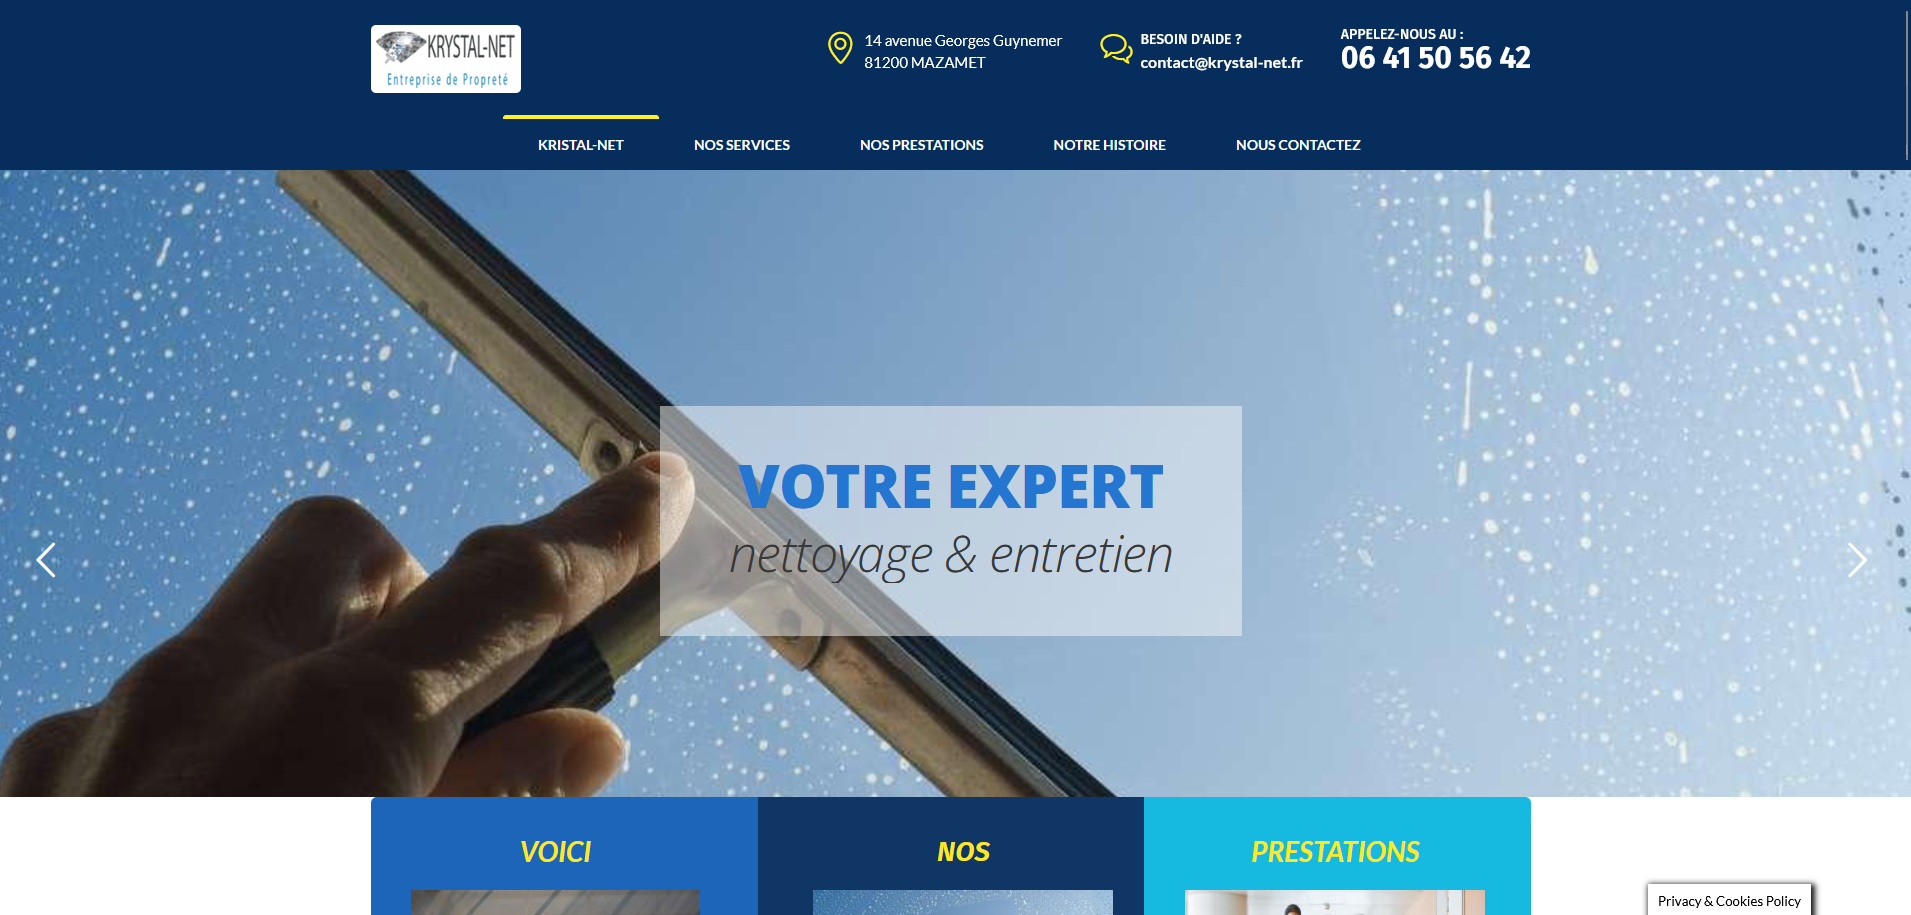 KRYSTAL-NET
Entreprise de Propreté
14 avenue Georges Guynemer
81200 MAZAMET
BESOIN D'AIDE ?
contact@krystal-net.fr
APPELEZ-NOUS AU :
06 41 50 56 42
KRISTAL-NET
NOS SERVICES
NOS PRESTATIONS
NOTRE HISTOIRE
NOUS CONTACTEZ
VOTRE EXPERT
nettoyage & entretien
VOICI
NOS
PRESTATIONS
Privacy & Cookies Policy